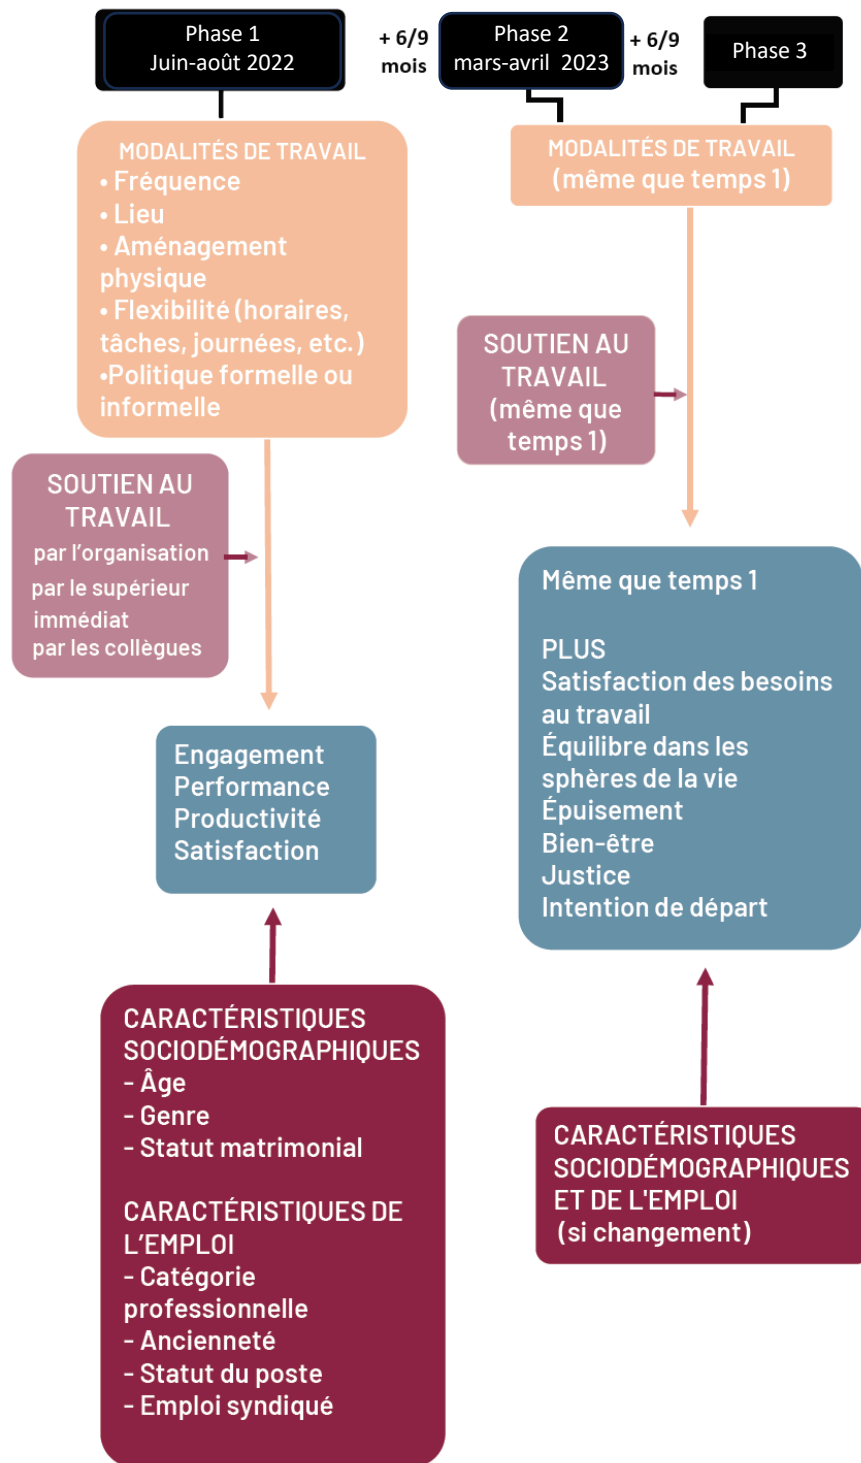 Phase 1
Juin-août 2022
+ 6/9
mois
Phase 2
mars-avril 2023
+ 6/9
mois
Phase 3
MODALITÉS DE TRAVAIL
• Fréquence
• Lieu
• Aménagement
physique
• Flexibilité (horaires,
tâches, journées, etc.)
•Politique formelle ou
informelle
SOUTIEN AU
TRAVAIL
par l'organisation
par le supérieur
immédiat
par les collègues
Engagement
Performance
Productivité
Satisfaction
CARACTÉRISTIQUES
SOCIODÉMOGRAPHIQUES
- Âge
- Genre
- Statut matrimonial
CARACTÉRISTIQUES DE
L'EMPLOI
- Catégorie
professionnelle
- Ancienneté
- Statut du poste
- Emploi syndiqué
MODALITÉS DE TRAVAIL
(même que temps 1)
SOUTIEN AU
TRAVAIL
(même que
temps 1)
Même que temps 1
PLUS
Satisfaction des besoins
au travail
Équilibre dans les
sphères de la vie
Épuisement
Bien-être
Justice
Intention de départ
CARACTÉRISTIQUES
SOCIODÉMOGRAPHIQUES
ET DE L'EMPLOI
(si changement)